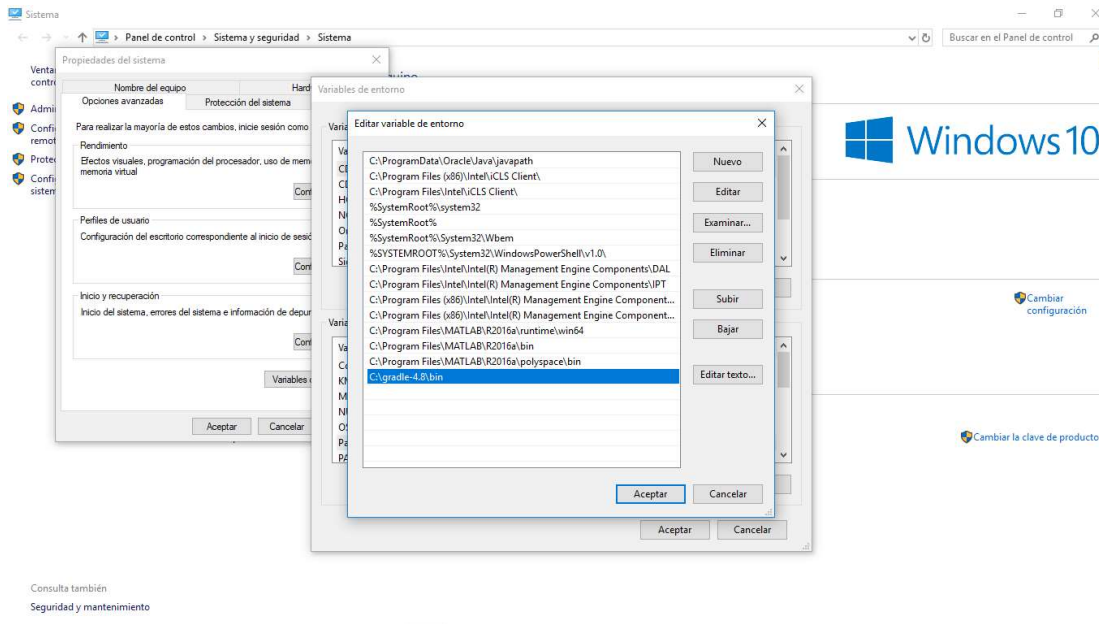 Sistema
Panel de control › Sistema y seguridad › Sistema
Buscar en el Panel de control
Propiedades del sistema
Nombre del equipo
Opciones avanzadas
Protección del sistema
Para realizar la mayoría de estos cambios, inicie sesión como
Rendimiento
Efectos visuales, programación del procesador, uso de mem
memoria virtual
Perfiles de usuario
Configuración del escritorio correspondiente al inicio de sesió
Inicio y recuperación
Inicio del sistema, errores del sistema e información de depur
Variables
Aceptar
Cancelar
Variables de entorno
Editar variable de entorno
C:\ProgramData\Oracle\Java\javapath
C:\Program Files (x86)\Intel\iCLS Client\
C:\Program Files\Intel\iCLS Client\
%SystemRoot%\system32
%SystemRoot%
%SystemRoot%\System32\Wbem
%SYSTEMROOT%\System32\WindowsPowerShell\v1.0\
C:\Program Files\Intel\Intel(R) Management Engine Components\DAL
C:\Program Files\Intel\Intel(R) Management Engine Components\IPT
C:\Program Files (x86)\Intel\Intel(R) Management Engine Component...
C:\Program Files (x86)\Intel\Intel(R) Management Engine Component...
C:\Program Files\MATLAB\R2016a\runtime\win64
C:\Program Files\MATLAB\R2016a\bin
C:\Program Files\MATLAB\R2016a\polyspace\bin
C:\gradle-4.8\bin
Nuevo
Editar
Examinar...
Eliminar
Subir
Bajar
Editar texto...
Aceptar
Cancelar
Aceptar
Cancelar
Windows 10
Cambiar
configuración
Cambiar la clave de producto
Consulta también
Seguridad y mantenimiento